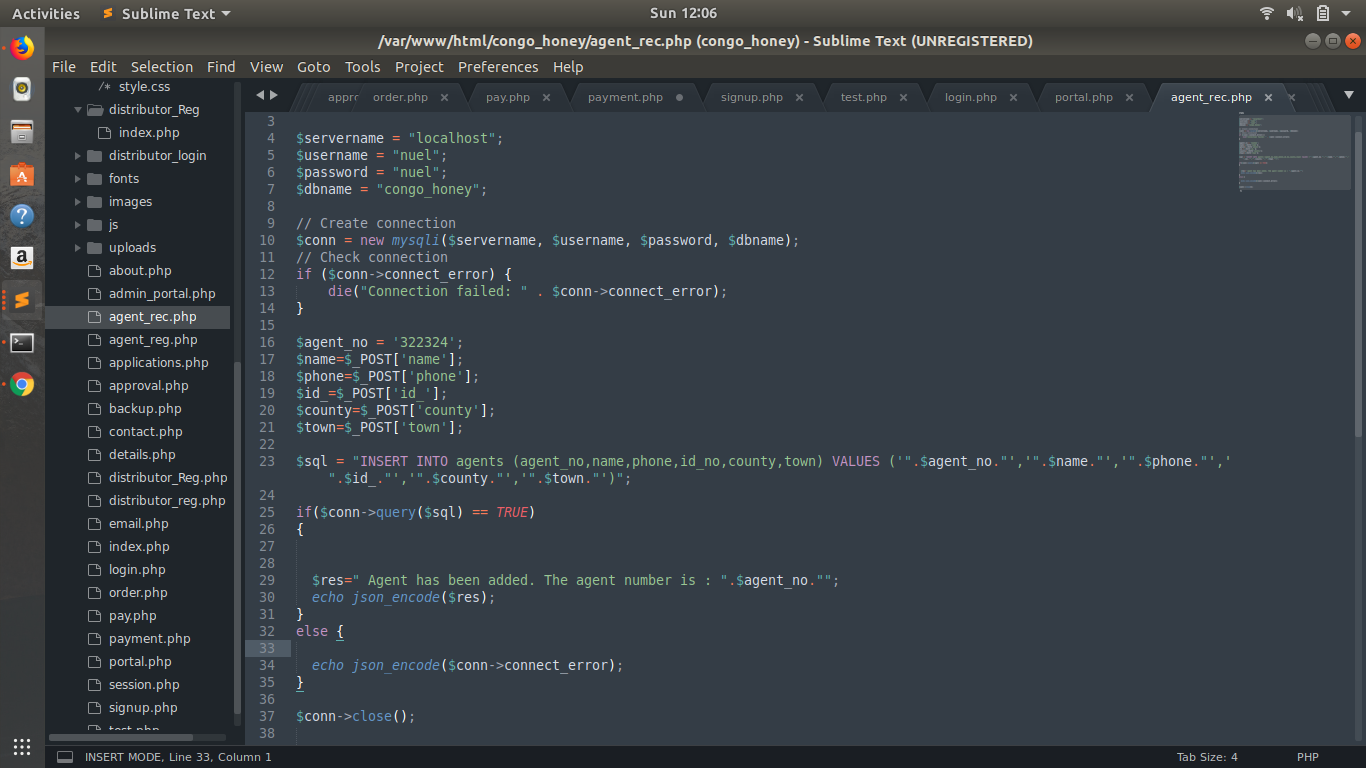 Activities
Sublime Text
Sun 12:06
/var/www/html/congo_honey/agent_rec.php (congo_honey) - Sublime Text (UNREGISTERED)
File Edit Selection Find View Goto Tools Project Preferences Help
/* style.css
distributor_Reg
index.php
distributor_login
fonts
images
js
uploads
about.php
admin_portal.php
agent_rec.php
agent_reg.php
applications.php
approval.php
backup.php
contact.php
details.php
distributor_Reg.php
distributor_reg.php
email.php
index.php
login.php
order.php
pay.php
payment.php
portal.php
session.php
signup.php
test.php
appr order.php pay.php payment.php signup.php test.php login.php portal.php agent_rec.php
3
4 $servername = "localhost";
5 $username = "nuel";
6 $password = "nuel";
7 $dbname = "congo_honey";
8
9 // Create connection
10 $conn = new mysqli($servername, $username, $password, $dbname);
11 // Check connection
12 if ($conn->connect_error) {
13 die("Connection failed: " . $conn->connect_error);
14 }
15
16 $agent_no = '322324';
17 $name=$_POST['name'];
18 $phone=$_POST['phone'];
19 $id_=$_POST['id_'];
20 $county=$_POST['county'];
21 $town=$_POST['town'];
22
23 $sql = "INSERT INTO agents (agent_no,name,phone,id_no,county,town) VALUES ('".$agent_no."','".$name."','".$phone."','
".$id_."','".$county."','".$town."')";
24
25 if($conn->query($sql) == TRUE)
26 {
27
28
29 $res=" Agent has been added. The agent number is : ".$agent_no."";
30 echo json_encode($res);
31 }
32 else {
33
34 echo json_encode($conn->connect_error);
35 }
36
37 $conn->close();
38
INSERT MODE, Line 33, Column 1
Tab Size: 4
PHP